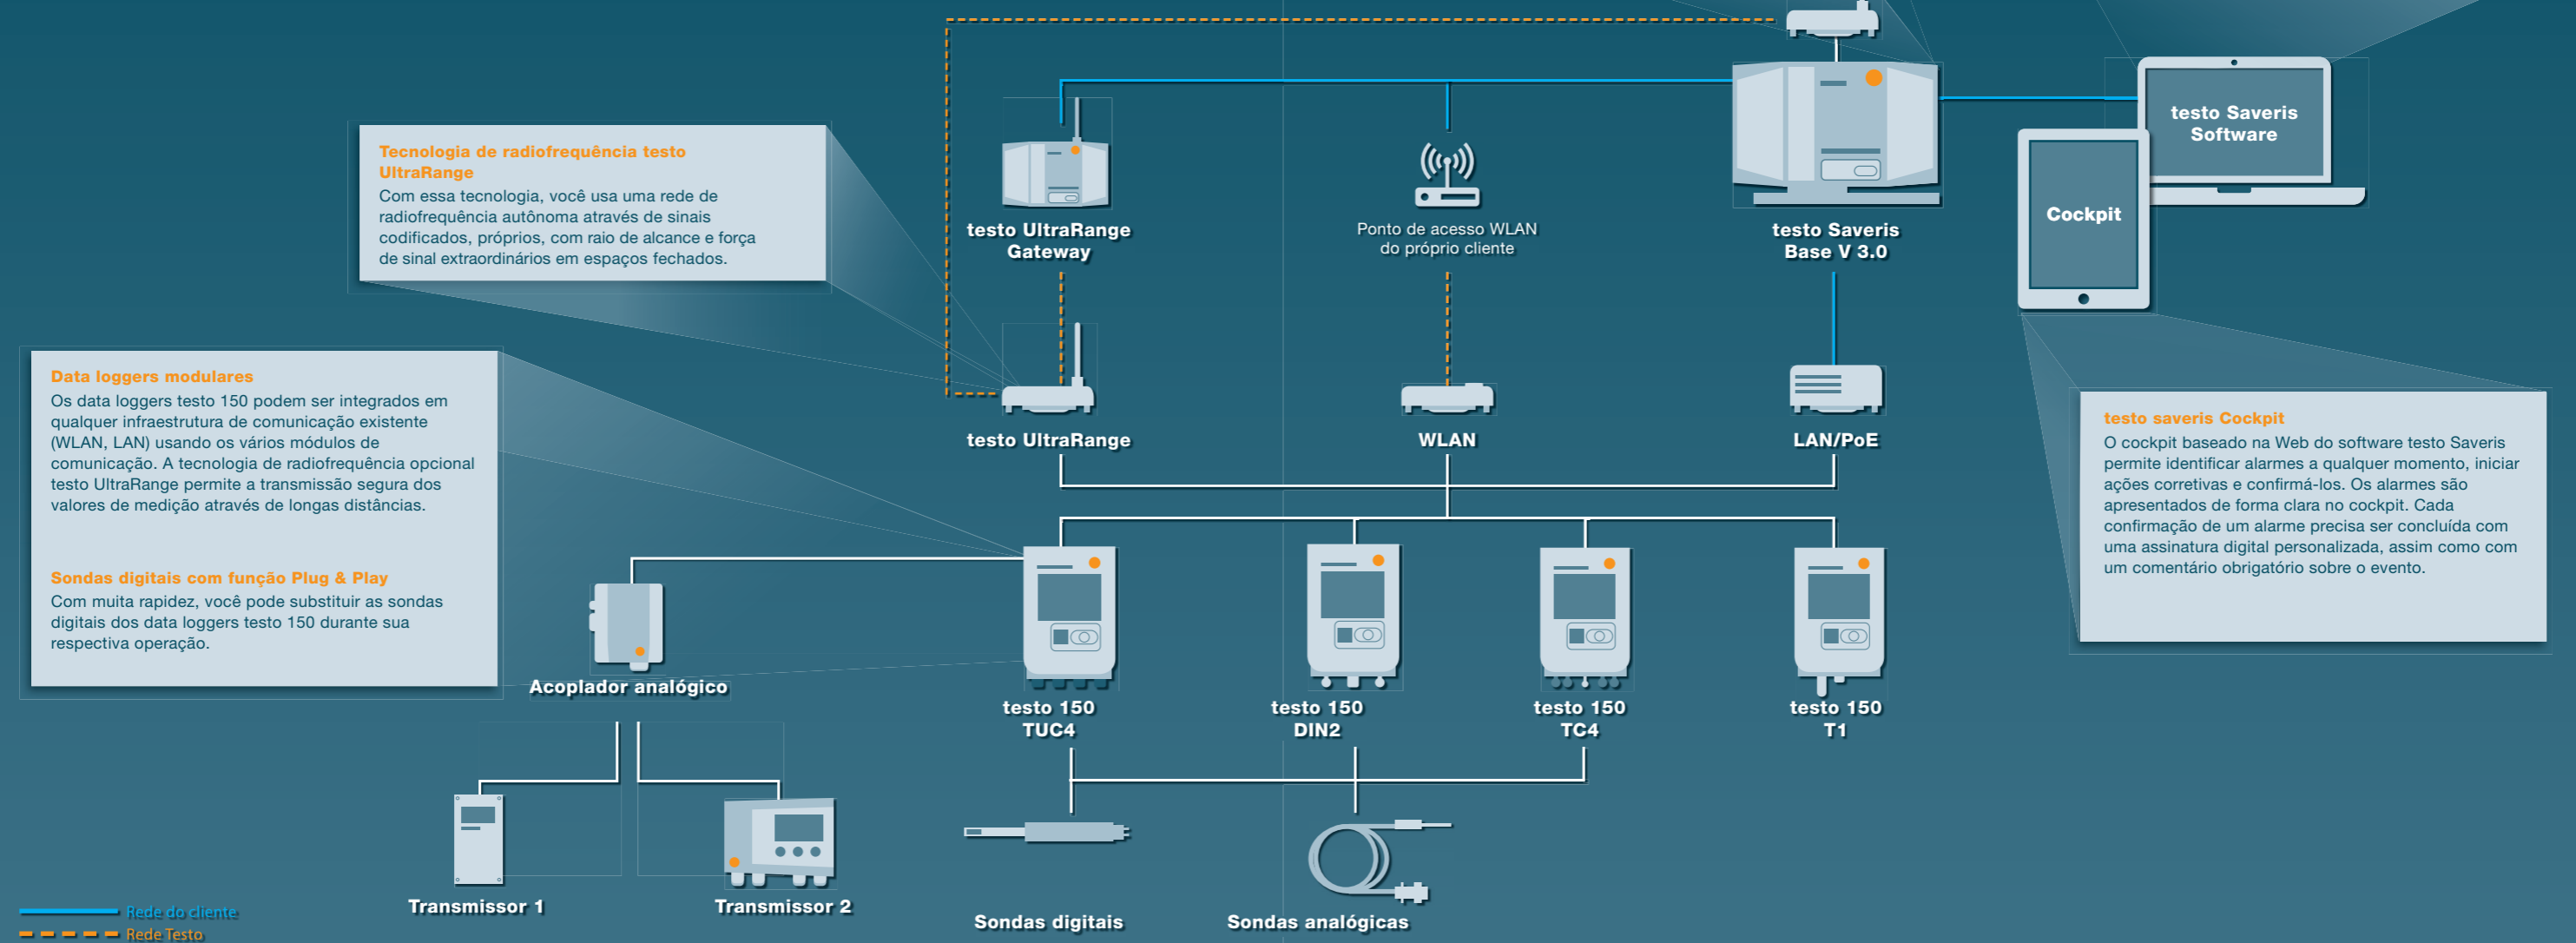 testo Saveris
Software
Cockpit
Tecnologia de radiofrequência testo
UltraRange
Com essa tecnologia, você usa uma rede de
radiofrequência autônoma através de sinais
codificados, próprios, com raio de alcance e força
de sinal extraordinários em espaços fechados.
testo UltraRange
Gateway
Ponto de acesso WLAN
do próprio cliente
testo Saveris
Base V 3.0
Data loggers modulares
Os data loggers testo 150 podem ser integrados em
qualquer infraestrutura de comunicação existente
(WLAN, LAN) usando os vários módulos de
comunicação. A tecnologia de radiofrequência opcional
testo UltraRange permite a transmissão segura dos
valores de medição através de longas distâncias.
Sondas digitais com função Plug & Play
Com muita rapidez, você pode substituir as sondas
digitais dos data loggers testo 150 durante sua
respectiva operação.
testo UltraRange
WLAN
LAN/PoE
testo saveris Cockpit
O cockpit baseado na Web do software testo Saveris
permite identificar alarmes a qualquer momento, iniciar
ações corretivas e confirmá-los. Os alarmes são
apresentados de forma clara no cockpit. Cada
confirmação de um alarme precisa ser concluída com
uma assinatura digital personalizada, assim como com
um comentário obrigatório sobre o evento.
Acoplador analógico
testo 150
TUC4
testo 150
DIN2
testo 150
TC4
testo 150
T1
Transmissor 1
Transmissor 2
Sondas digitais
Sondas analógicas
Rede do cliente
Rede Testo